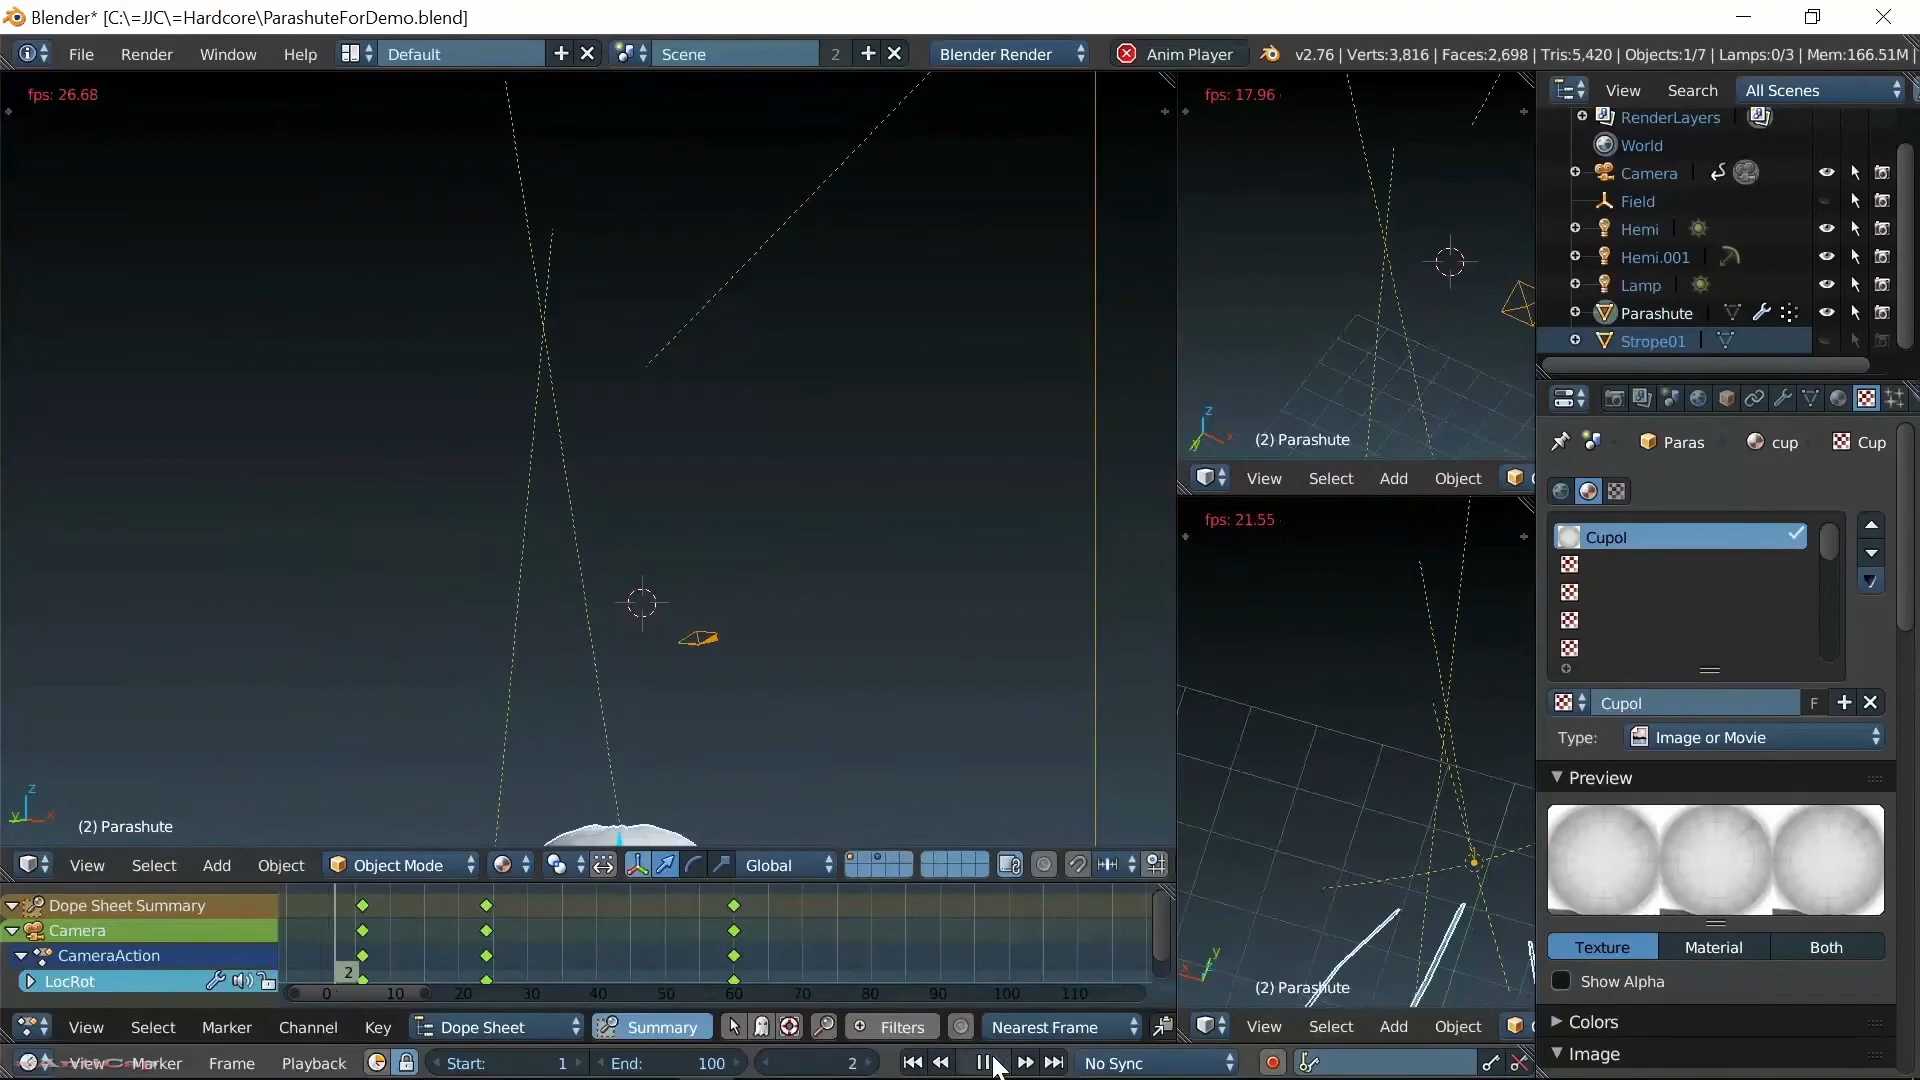 Blender* [C:\=JJC\=Hardcore\ParashuteForDemo.blend]
File Render Window Help Default Scene 2 Blender Render Anim Player v2.76 | Verts:3,816 | Faces:2,698 | Tris:5,420 | Objects:1/7 | Lamps:0/3 | Mem:166.51M |
fps: 26.68
fps: 17.96
View Search All Scenes
RenderLayers
World
Camera
Field
Hemi
Hemi.001
Lamp
Parashute
Strope01
z
x
y
(2) Parashute
View Select Add Object
Paras cup Cup
fps: 21.55
Cupol
Cupol F
Type: Image or Movie
Preview
Texture Material Both
Show Alpha
Colors
Image
z
y x
(2) Parashute
View Select Add Object Object Mode Global
y
x z
(2) Parashute
View Select Add Object
Dope Sheet Summary
Camera
CameraAction
LocRot
2
0 10 20 30 40 50 60 70 80 90 100 110
View Select Marker Channel Key Dope Sheet Summary Filters Nearest Frame
View Marker Frame Playback Start: 1 End: 100 2 No Sync